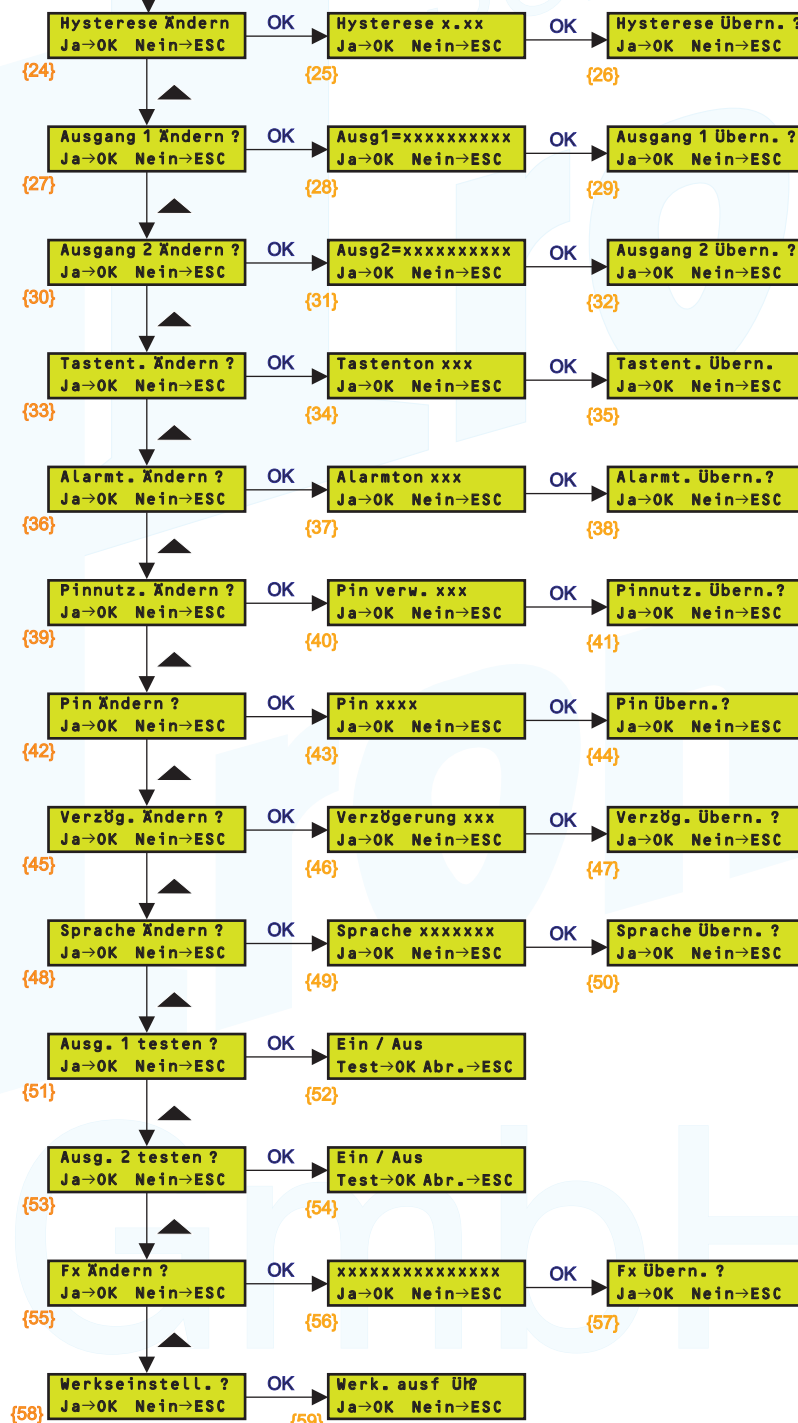 Hysterese Ändern
Ja→OK Nein→ESC
{24}
OK
Hysterese x.xx
Ja→OK Nein→ESC
{25}
OK
Hysterese Übern. ?
Ja→OK Nein→ESC
{26}
Ausgang 1 Ändern ?
Ja→OK Nein→ESC
{27}
OK
Ausg1=xxxxxxxxxx
Ja→OK Nein→ESC
{28}
OK
Ausgang 1 Übern. ?
Ja→OK Nein→ESC
{29}
Ausgang 2 Ändern ?
Ja→OK Nein→ESC
{30}
OK
Ausg2=xxxxxxxxxx
Ja→OK Nein→ESC
{31}
OK
Ausgang 2 Übern. ?
Ja→OK Nein→ESC
{32}
Tastent. Ändern ?
Ja→OK Nein→ESC
{33}
OK
Tastenton xxx
Ja→OK Nein→ESC
{34}
OK
Tastent. Übern.
Ja→OK Nein→ESC
{35}
Alarmt. Ändern ?
Ja→OK Nein→ESC
{36}
OK
Alarmton xxx
Ja→OK Nein→ESC
{37}
OK
Alarmt. Übern.?
Ja→OK Nein→ESC
{38}
Pinnutz. Ändern ?
Ja→OK Nein→ESC
{39}
OK
Pin verw. xxx
Ja→OK Nein→ESC
{40}
OK
Pinnutz. Übern.?
Ja→OK Nein→ESC
{41}
Pin Ändern ?
Ja→OK Nein→ESC
{42}
OK
Pin xxxx
Ja→OK Nein→ESC
{43}
OK
Pin Übern.?
Ja→OK Nein→ESC
{44}
Verzög. Ändern ?
Ja→OK Nein→ESC
{45}
OK
Verzögerung xxx
Ja→OK Nein→ESC
{46}
OK
Verzög. Übern. ?
Ja→OK Nein→ESC
{47}
Sprache Ändern ?
Ja→OK Nein→ESC
{48}
OK
Sprache xxxxxxx
Ja→OK Nein→ESC
{49}
OK
Sprache Übern. ?
Ja→OK Nein→ESC
{50}
Ausg. 1 testen ?
Ja→OK Nein→ESC
{51}
OK
Ein / Aus
Test→OK Abr.→ESC
{52}
Ausg. 2 testen ?
Ja→OK Nein→ESC
{53}
OK
Ein / Aus
Test→OK Abr.→ESC
{54}
Fx Ändern ?
Ja→OK Nein→ESC
{55}
OK
xxxxxxxxxxxxxxx
Ja→OK Nein→ESC
{56}
OK
Fx Übern. ?
Ja→OK Nein→ESC
{57}
Werkseinstell. ?
Ja→OK Nein→ESC
{58}
OK
Werk. ausf
Ja→OK Nein→ESC
{59}
GmbH